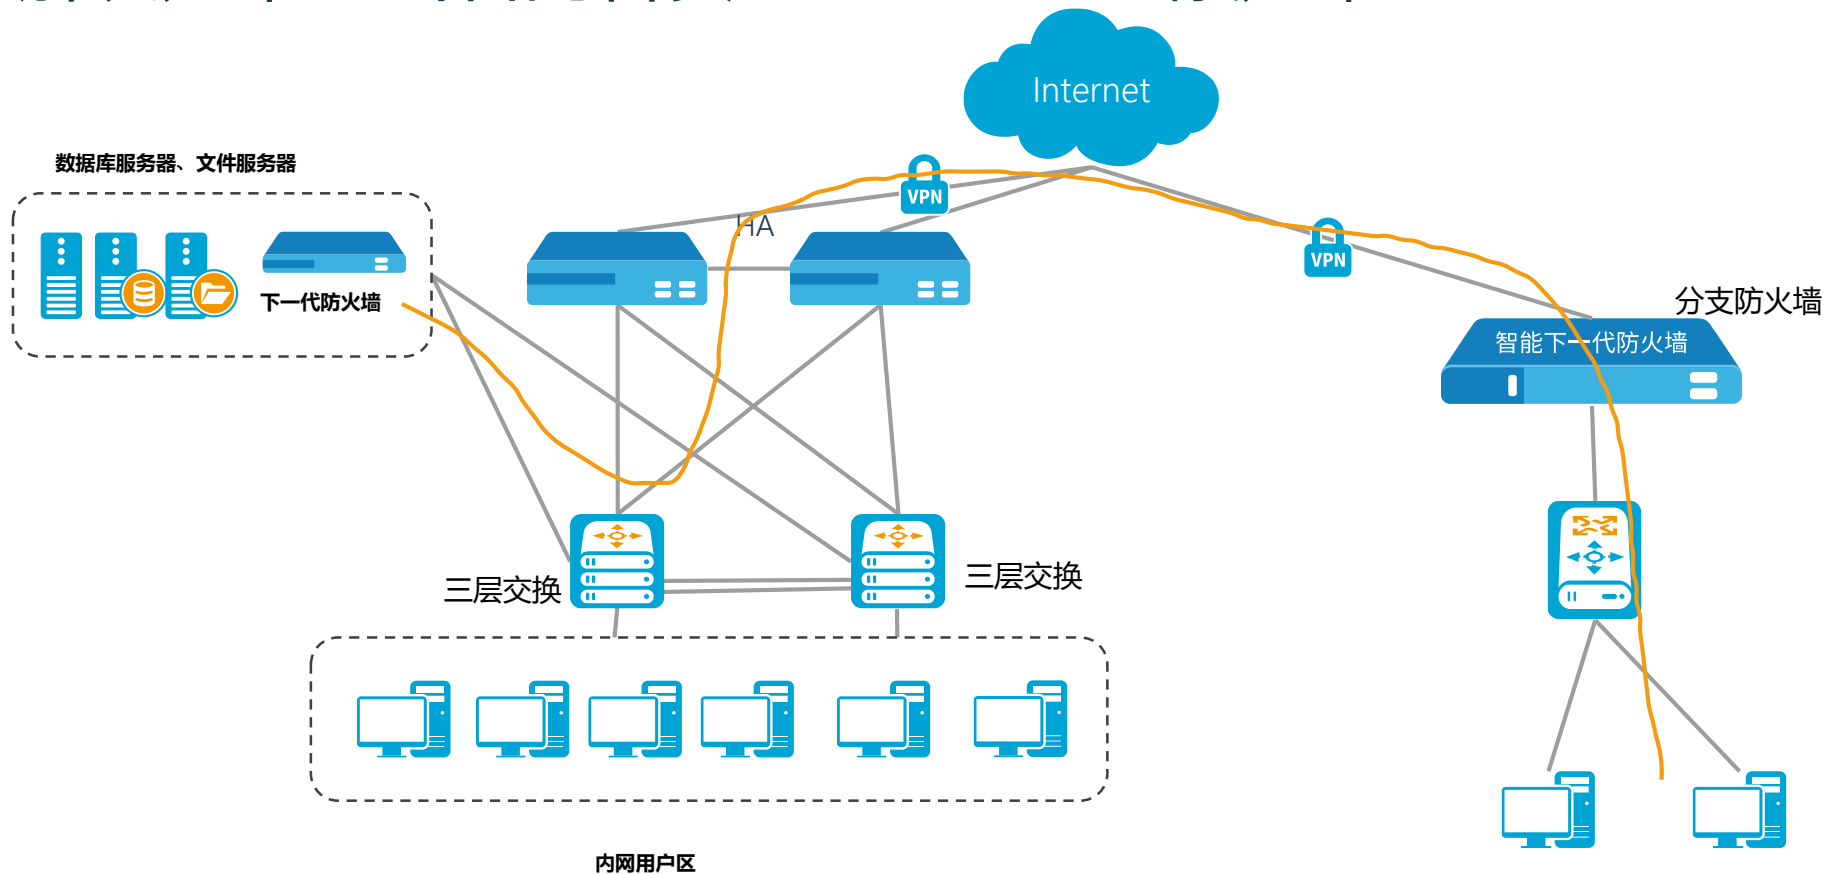 Internet
数据库服务器、文件服务器
VPN
HA
VPN
下一代防火墙
分支防火墙
智能下一代防火墙
三层交换
三层交换
内网用户区